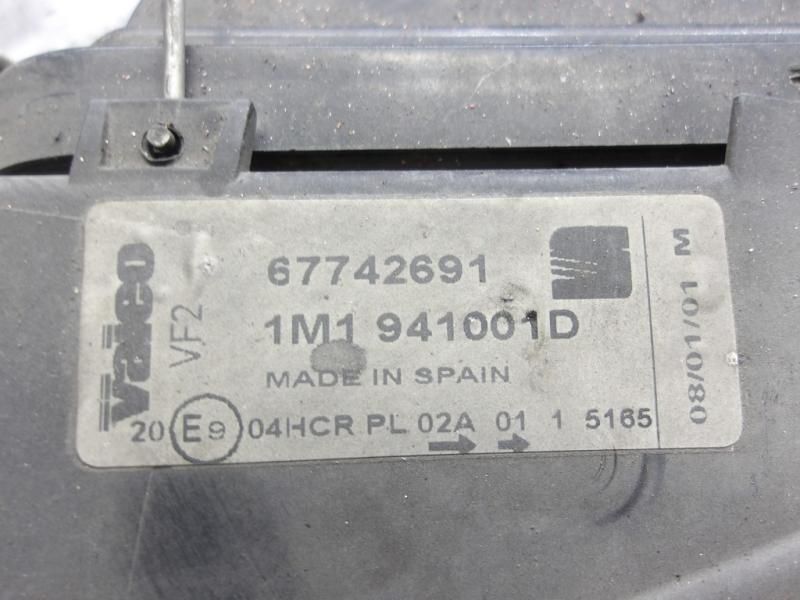 Valeo
VF2
67742691
1M1 941001D
MADE IN SPAIN
20 E9 04HCR PL 02A 01 1 5165
08/01/01 M